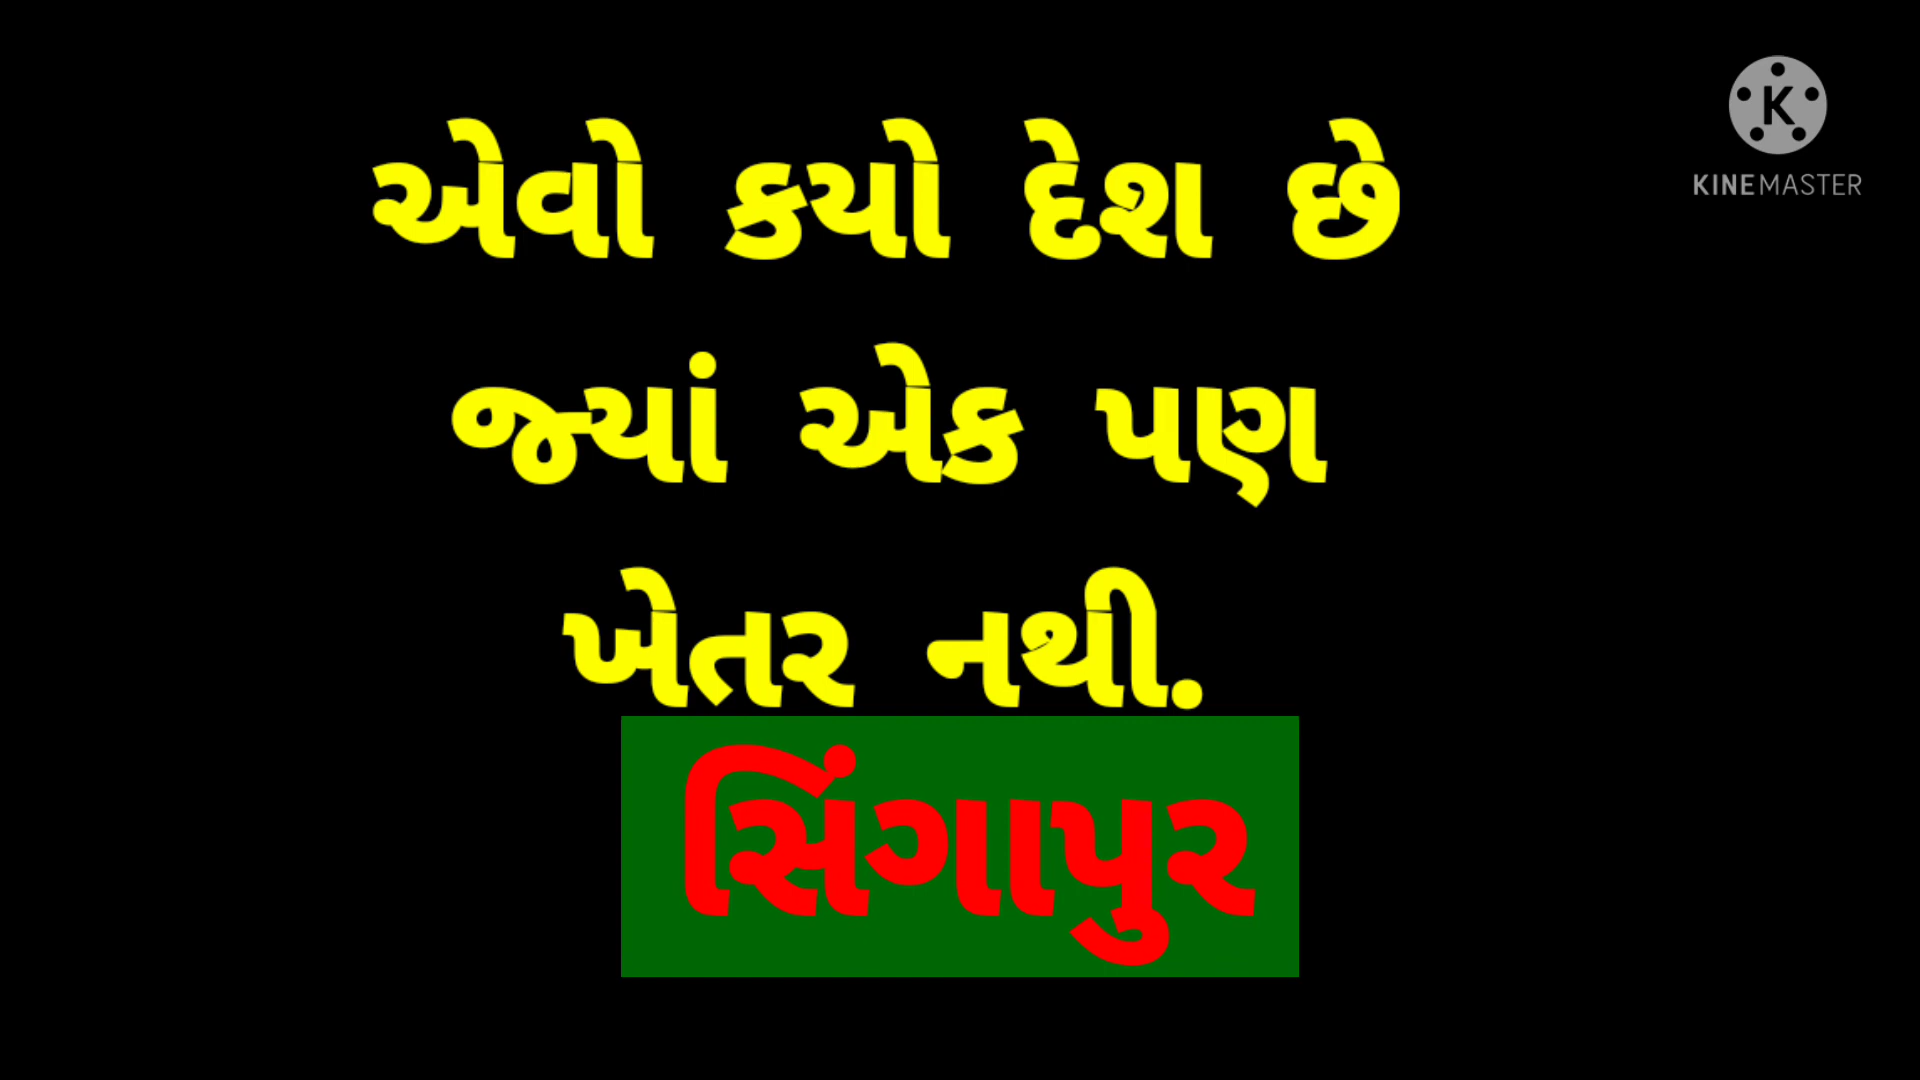 એવો કયો દેશ છે
જ્યાં એક પણ
ખેતર નથી.
સિંગાપુર
K
KINEMASTER